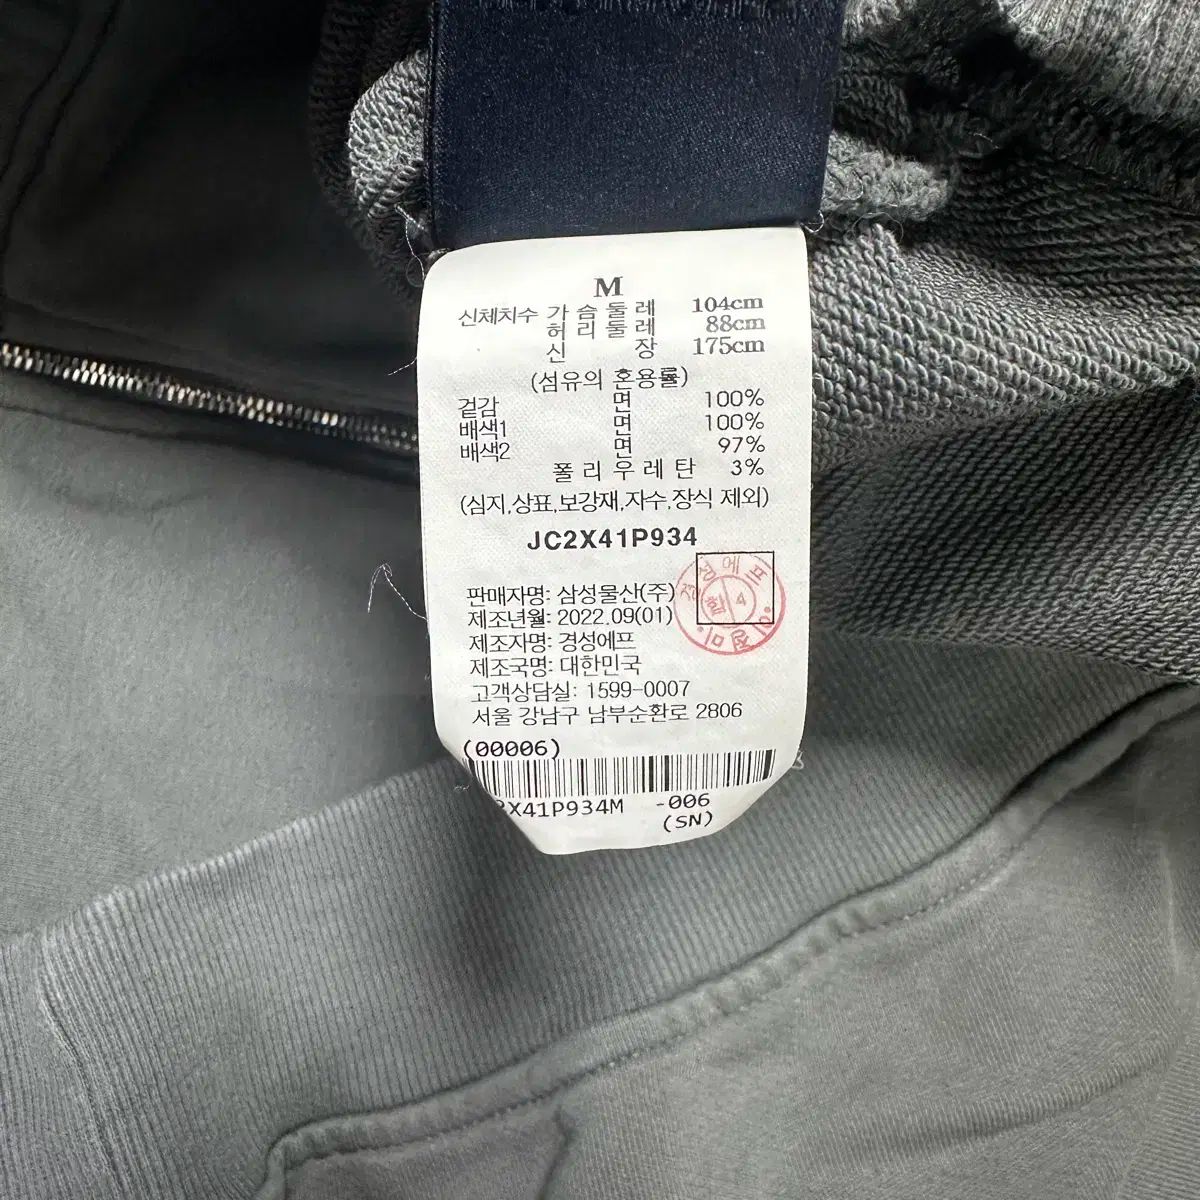 M
신체치수 가 슴 둘 레 104cm
허 리 둘 레 88cm
신 장 175cm
(섬유의 혼용률)
겉감 면 100%
배색1 면 100%
배색2 면 97%
폴 리 우 레 탄 3%
(심지,상표,보강재,자수,장식 제외)
JC2X41P934
판매자명: 삼성물산(주)
제조년월: 2022.09(01)
제조자명: 경성에프
제조국명: 대한민국
고객상담실: 1599-0007
서울 강남구 남부순환로 2806
(00006)
2X41P934M -006
(SN)
경성에프
4